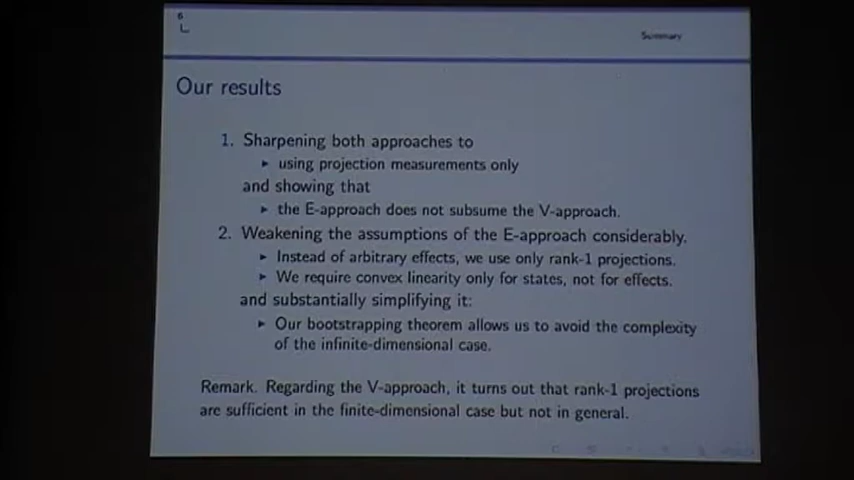 6
Summary
Our results
1. Sharpening both approaches to
▸ using projection measurements only
and showing that
▸ the E-approach does not subsume the V-approach.
2. Weakening the assumptions of the E-approach considerably.
▸ Instead of arbitrary effects, we use only rank-1 projections.
▸ We require convex linearity only for states, not for effects.
and substantially simplifying it:
▸ Our bootstrapping theorem allows us to avoid the complexity
of the infinite-dimensional case.
Remark. Regarding the V-approach, it turns out that rank-1 projections
are sufficient in the finite-dimensional case but not in general.